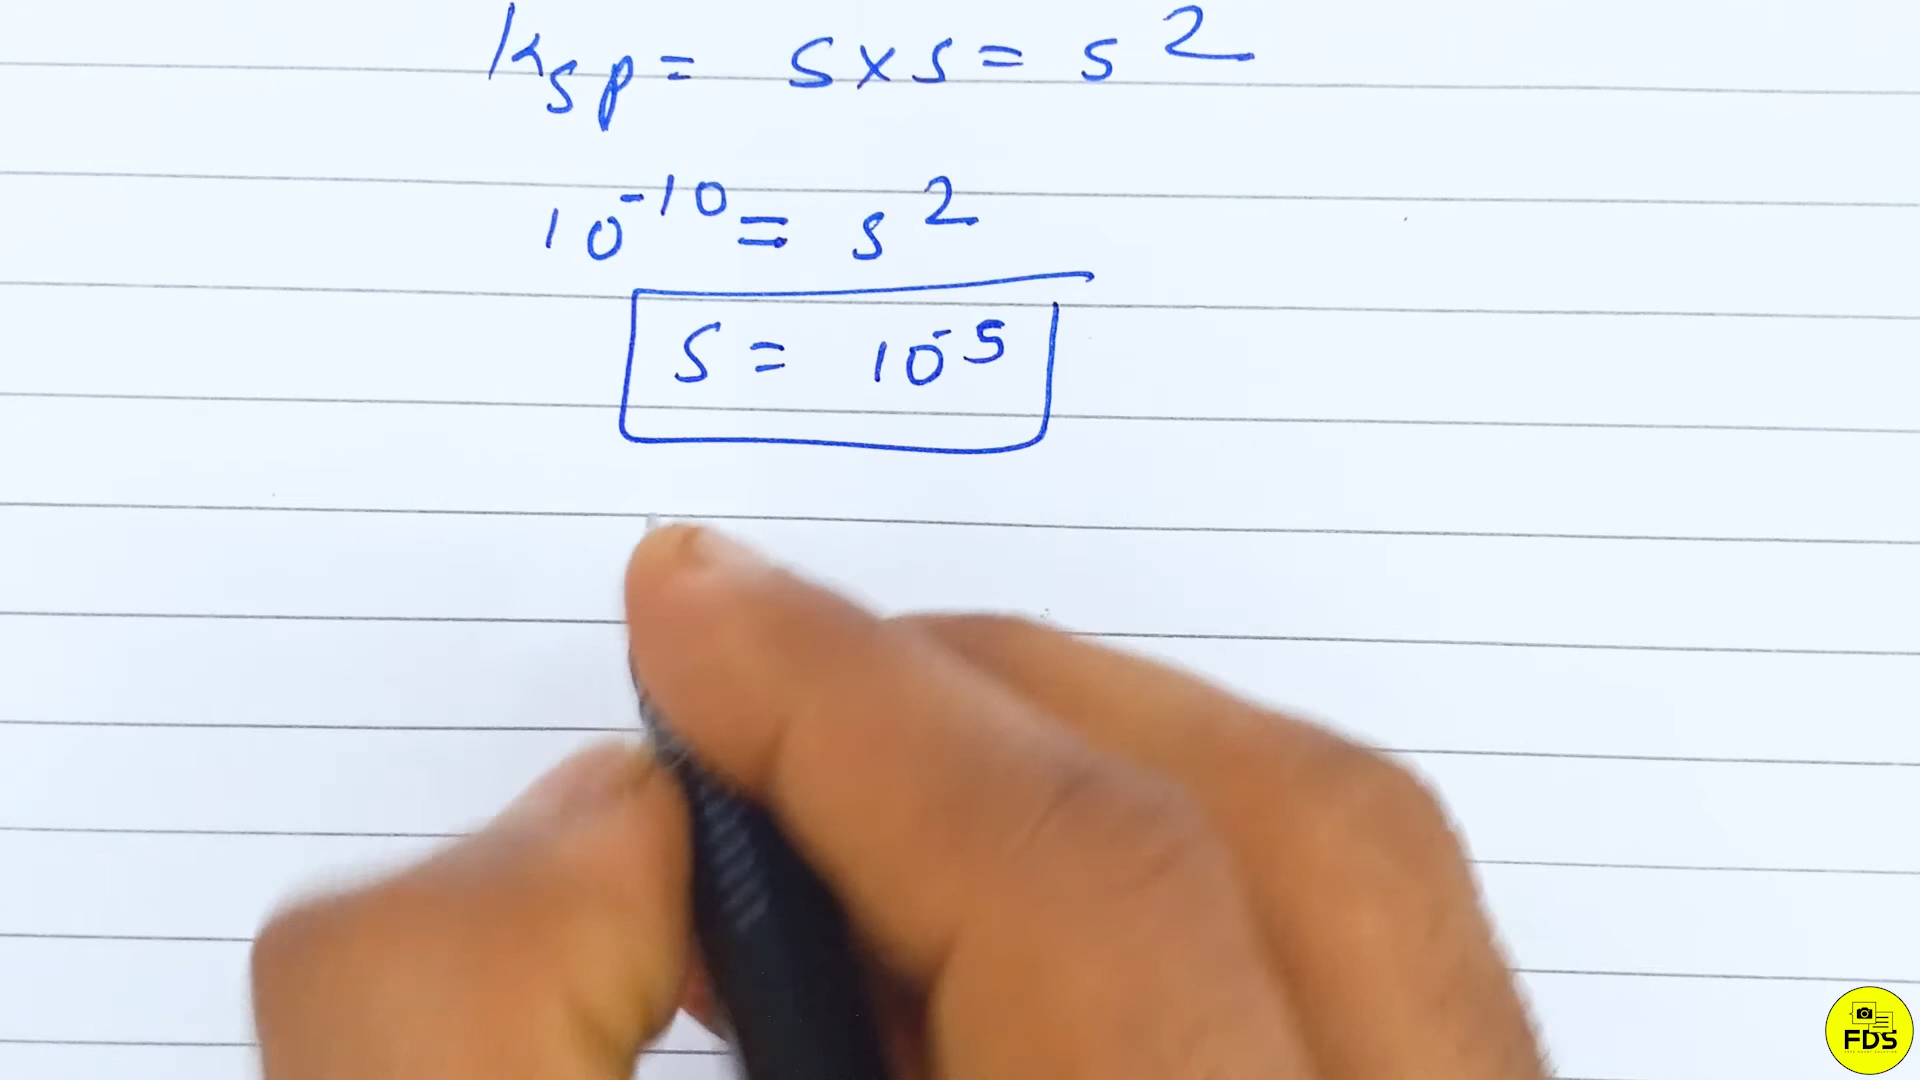 Ksp = s x s = s²
10⁻¹⁰ = s²
s = 10⁻⁵
FDS